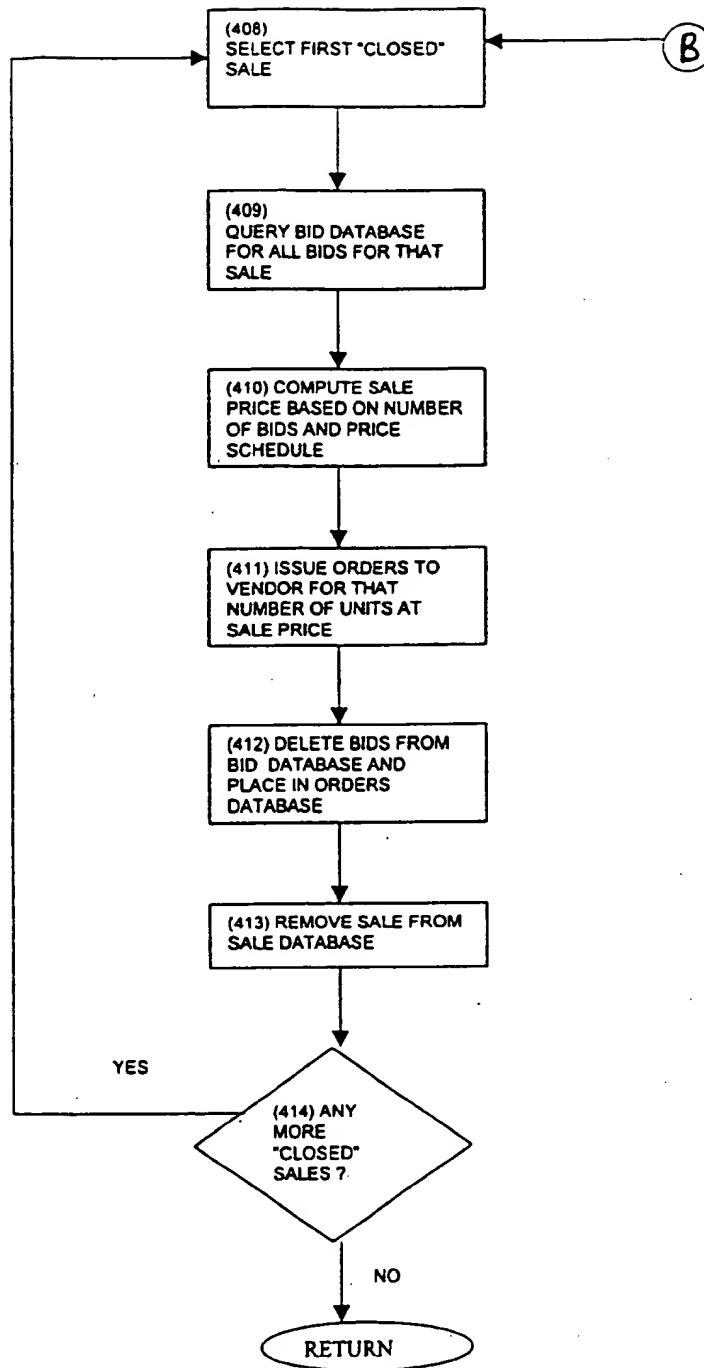 (408)
SELECT FIRST "CLOSED"
SALE
B
(409)
QUERY BID DATABASE
FOR ALL BIDS FOR THAT
SALE
(410) COMPUTE SALE
PRICE BASED ON NUMBER
OF BIDS AND PRICE
SCHEDULE
(411) ISSUE ORDERS TO
VENDOR FOR THAT
NUMBER OF UNITS AT
SALE PRICE
(412) DELETE BIDS FROM
BID DATABASE AND
PLACE IN ORDERS
DATABASE
(413) REMOVE SALE FROM
SALE DATABASE
YES
(414) ANY
MORE
"CLOSED"
SALES ?
NO
RETURN